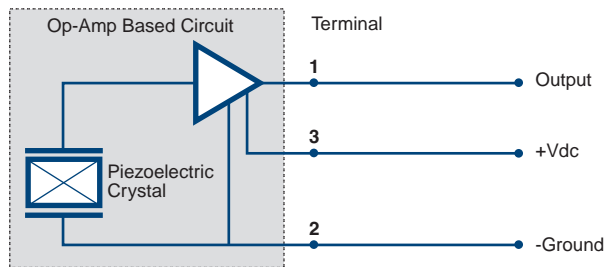 Op-Amp Based Circuit
Terminal
1
Output
3
+Vdc
Piezoelectric
Crystal
2
-Ground